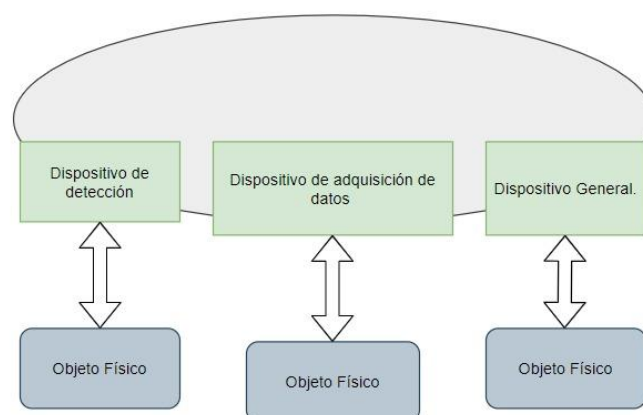 Dispositivo de
detección
Dispositivo de adquisición de
datos
Dispositivo General.
Objeto Físico
Objeto Físico
Objeto Físico